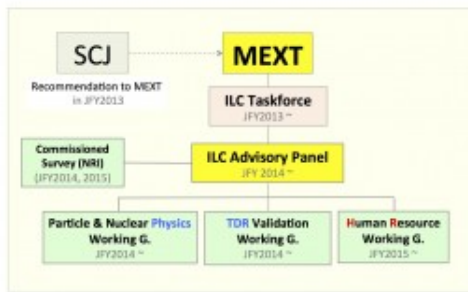 SCJ
MEXT
Recommendation to MEXT
in JFY2013
ILC Taskforce
JFY2013 ~
Commissioned
Survey (NRI)
(JFY2014, 2015)
ILC Advisory Panel
JFY 2014 ~
Particle & Nuclear Physics
Working G.
JFY2014 ~
TDR Validation
Working G.
JFY2014 ~
Human Resource
Working G.
JFY2015 ~